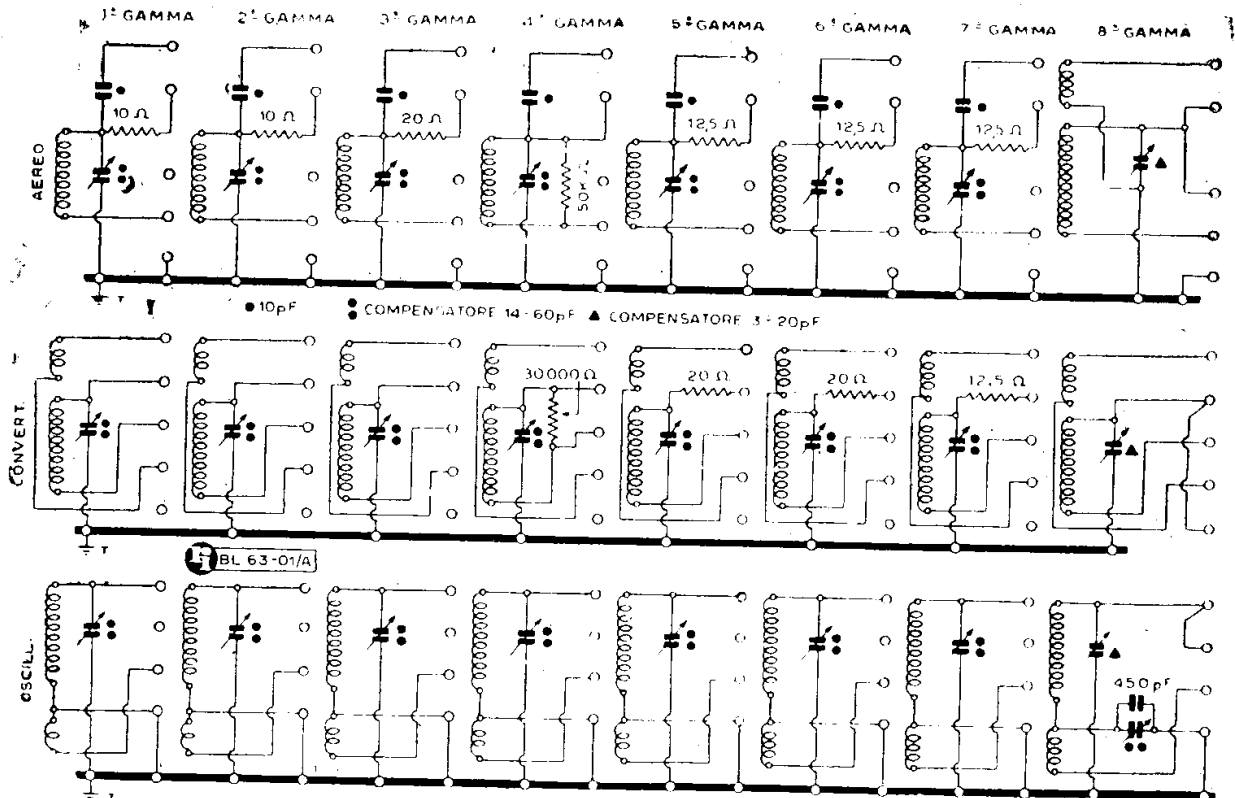 1ª GAMMA
2ª GAMMA
3ª GAMMA
4ª GAMMA
5ª GAMMA
6ª GAMMA
7ª GAMMA
8ª GAMMA
AEREO
10 Ω
10 Ω
20 Ω
50K Ω
12,5 Ω
12,5 Ω
12,5 Ω
T
10pF
COMPENSATORE 14-60pF
COMPENSATORE 3÷20pF
CONVERT.
30000 Ω
20 Ω
20 Ω
12,5 Ω
T
BL 63-01/A
OSCILL.
450 pF
T